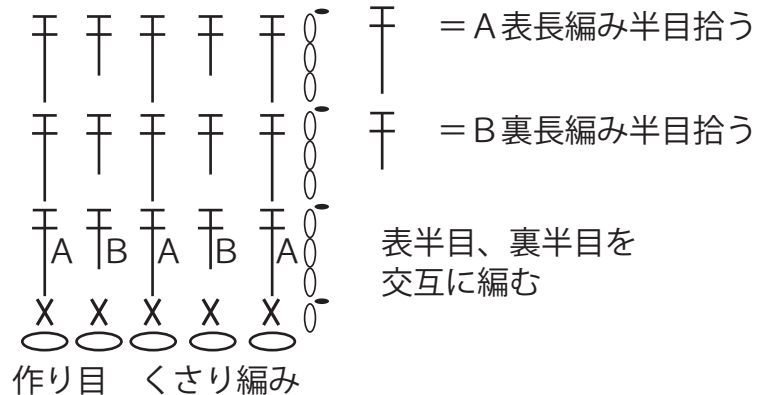 ＝A表長編み半目拾う
＝B裏長編み半目拾う
A B A B A
表半目、裏半目を
交互に編む
作り目　くさり編み